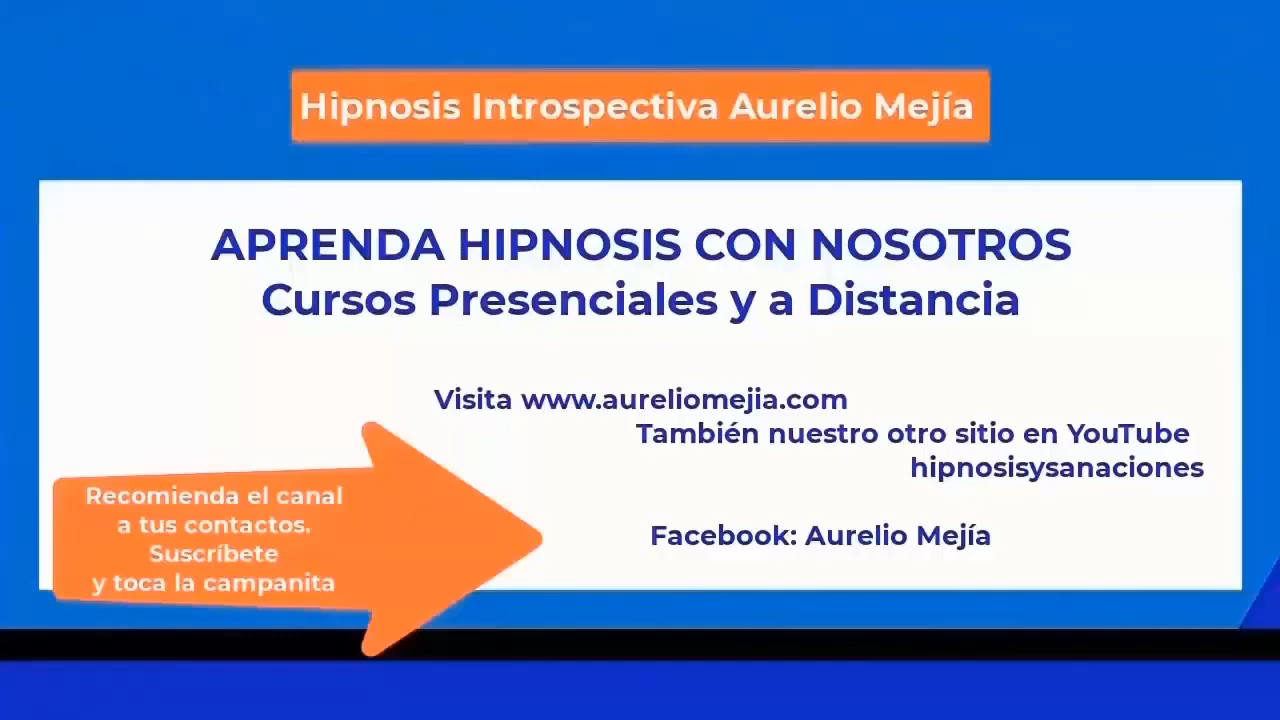 Hipnosis Introspectiva Aurelio Mejía
APRENDA HIPNOSIS CON NOSOTROS
Cursos Presenciales y a Distancia
Visita www.aureliomejia.com
También nuestro otro sitio en YouTube
hipnosisysanaciones
Facebook: Aurelio Mejía
Recomienda el canal
a tus contactos.
Suscríbete
y toca la campanita